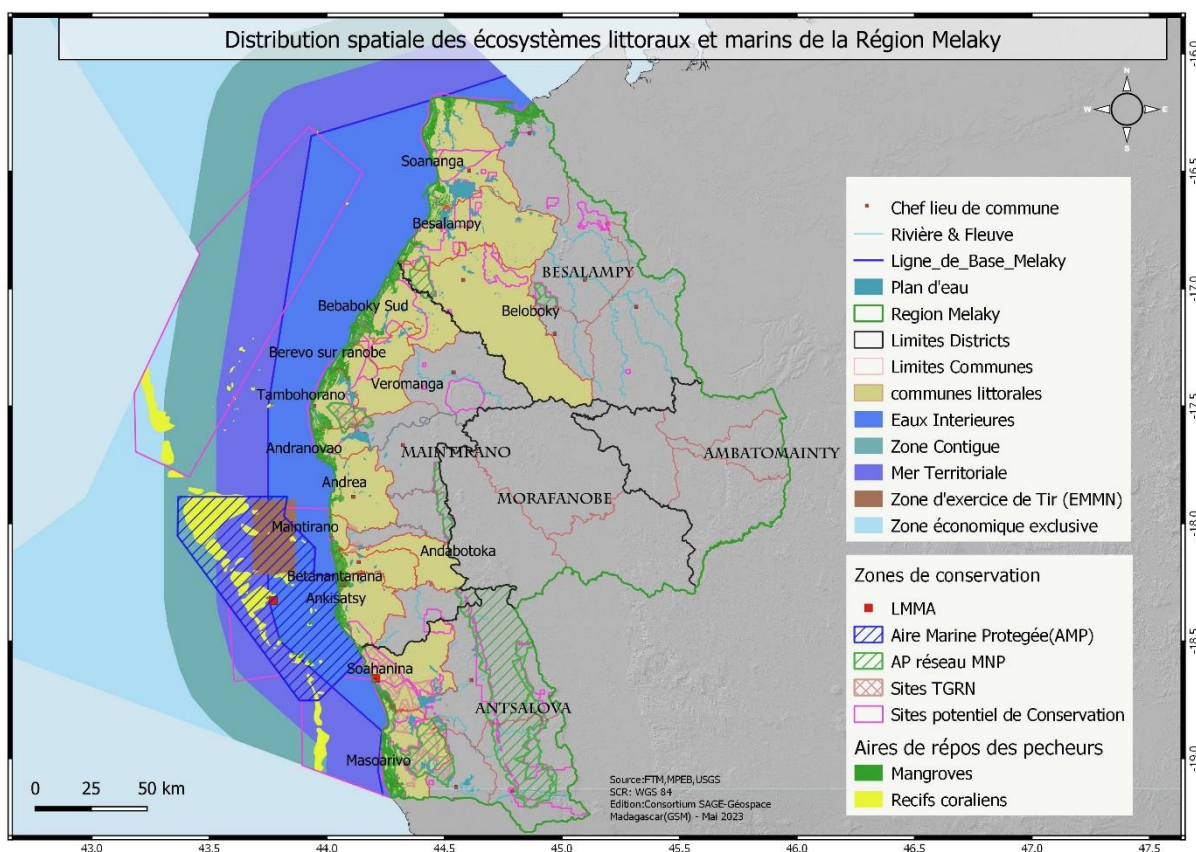 Distribution spatiale des écosystèmes littoraux et marins de la Région Melaky
N
W
E
S
Soananga
Besalampy
BESALAMPY
Bebaboky Sud
Beloboky
Berevo sur ranobe
Veromanga
Tambohorano
Andranovao
MAINTIRANO
AMBATOMAINTY
Andrea
MORAFANOBE
Maintirano
Andabotoka
Betanantanana
Ankisatsy
Soahanina
ANTSALOVA
Masoarivo
Chef lieu de commune
Rivière & Fleuve
Ligne_de_Base_Melaky
Plan d'eau
Region Melaky
Limites Districts
Limites Communes
communes littorales
Eaux Interieures
Zone Contigue
Mer Territoriale
Zone d'exercice de Tir (EMMN)
Zone économique exclusive
Zones de conservation
LMMA
Aire Marine Protegée(AMP)
AP réseau MNP
Sites TGRN
Sites potentiel de Conservation
Aires de répos des pecheurs
Mangroves
Recifs coraliens
0 25 50 km
Source:FTM,MPEB,USGS
SCR: WGS 84
Edition:Consortium SAGE-Géospace
Madagascar(GSM) - Mai 2023
-16.0
-16.5
-17.0
-17.5
-18.0
-18.5
-19.0
43.0 43.5 44.0 44.5 45.0 45.5 46.0 46.5 47.0 47.5